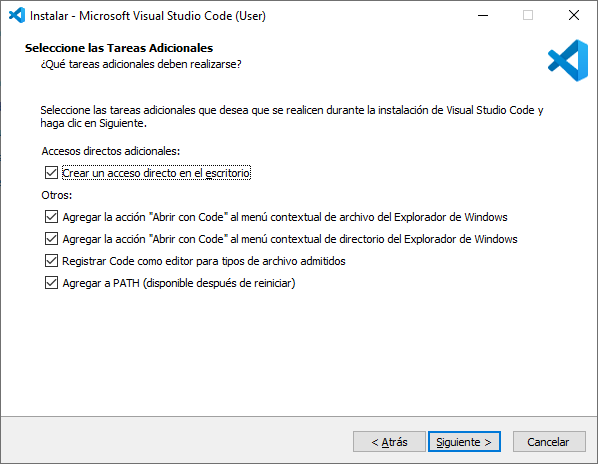 Instalar - Microsoft Visual Studio Code (User)
Seleccione las Tareas Adicionales
¿Qué tareas adicionales deben realizarse?
Seleccione las tareas adicionales que desea que se realicen durante la instalación de Visual Studio Code y
haga clic en Siguiente.
Accesos directos adicionales:
Crear un acceso directo en el escritorio
Otros:
Agregar la acción "Abrir con Code" al menú contextual de archivo del Explorador de Windows
Agregar la acción "Abrir con Code" al menú contextual de directorio del Explorador de Windows
Registrar Code como editor para tipos de archivo admitidos
Agregar a PATH (disponible después de reiniciar)
< Atrás
Siguiente >
Cancelar